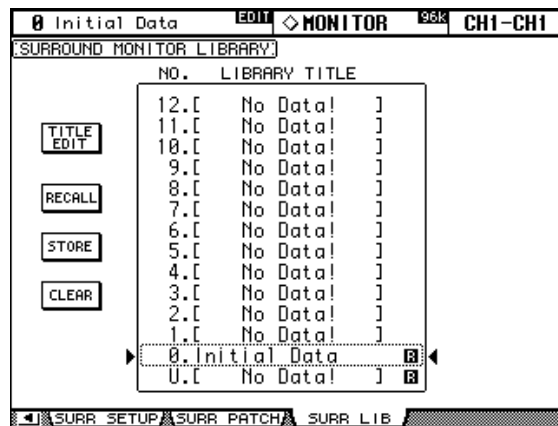 0 Initial Data EDIT ◇MONITOR 96K CH1-CH1
SURROUND MONITOR LIBRARY
NO. LIBRARY TITLE
12.[ No Data! ]
11.[ No Data! ]
10.[ No Data! ]
9.[ No Data! ]
8.[ No Data! ]
7.[ No Data! ]
6.[ No Data! ]
5.[ No Data! ]
4.[ No Data! ]
3.[ No Data! ]
2.[ No Data! ]
1.[ No Data! ]
0.Initial Data R
U.[ No Data! ] R
TITLE
EDIT
RECALL
STORE
CLEAR
SURR SETUP SURR PATCH SURR LIB